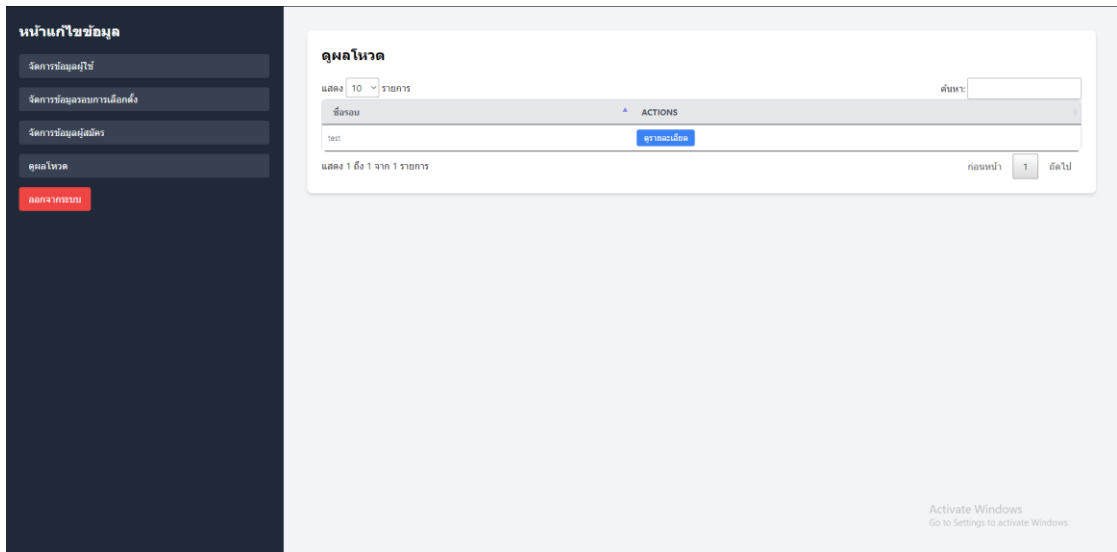 หน้าแก้ไขข้อมูล
จัดการข้อมูลผู้ใช้
จัดการข้อมูลรอบการเลือกตั้ง
จัดการข้อมูลผู้สมัคร
ดูผลโหวต
ออกจากระบบ
ดูผลโหวต
แสดง 10 รายการ
ค้นหา:
ชื่อรอบ ACTIONS
test ดูรายละเอียด
แสดง 1 ถึง 1 จาก 1 รายการ
ก่อนหน้า 1 ถัดไป
Activate Windows
Go to Settings to activate Windows.